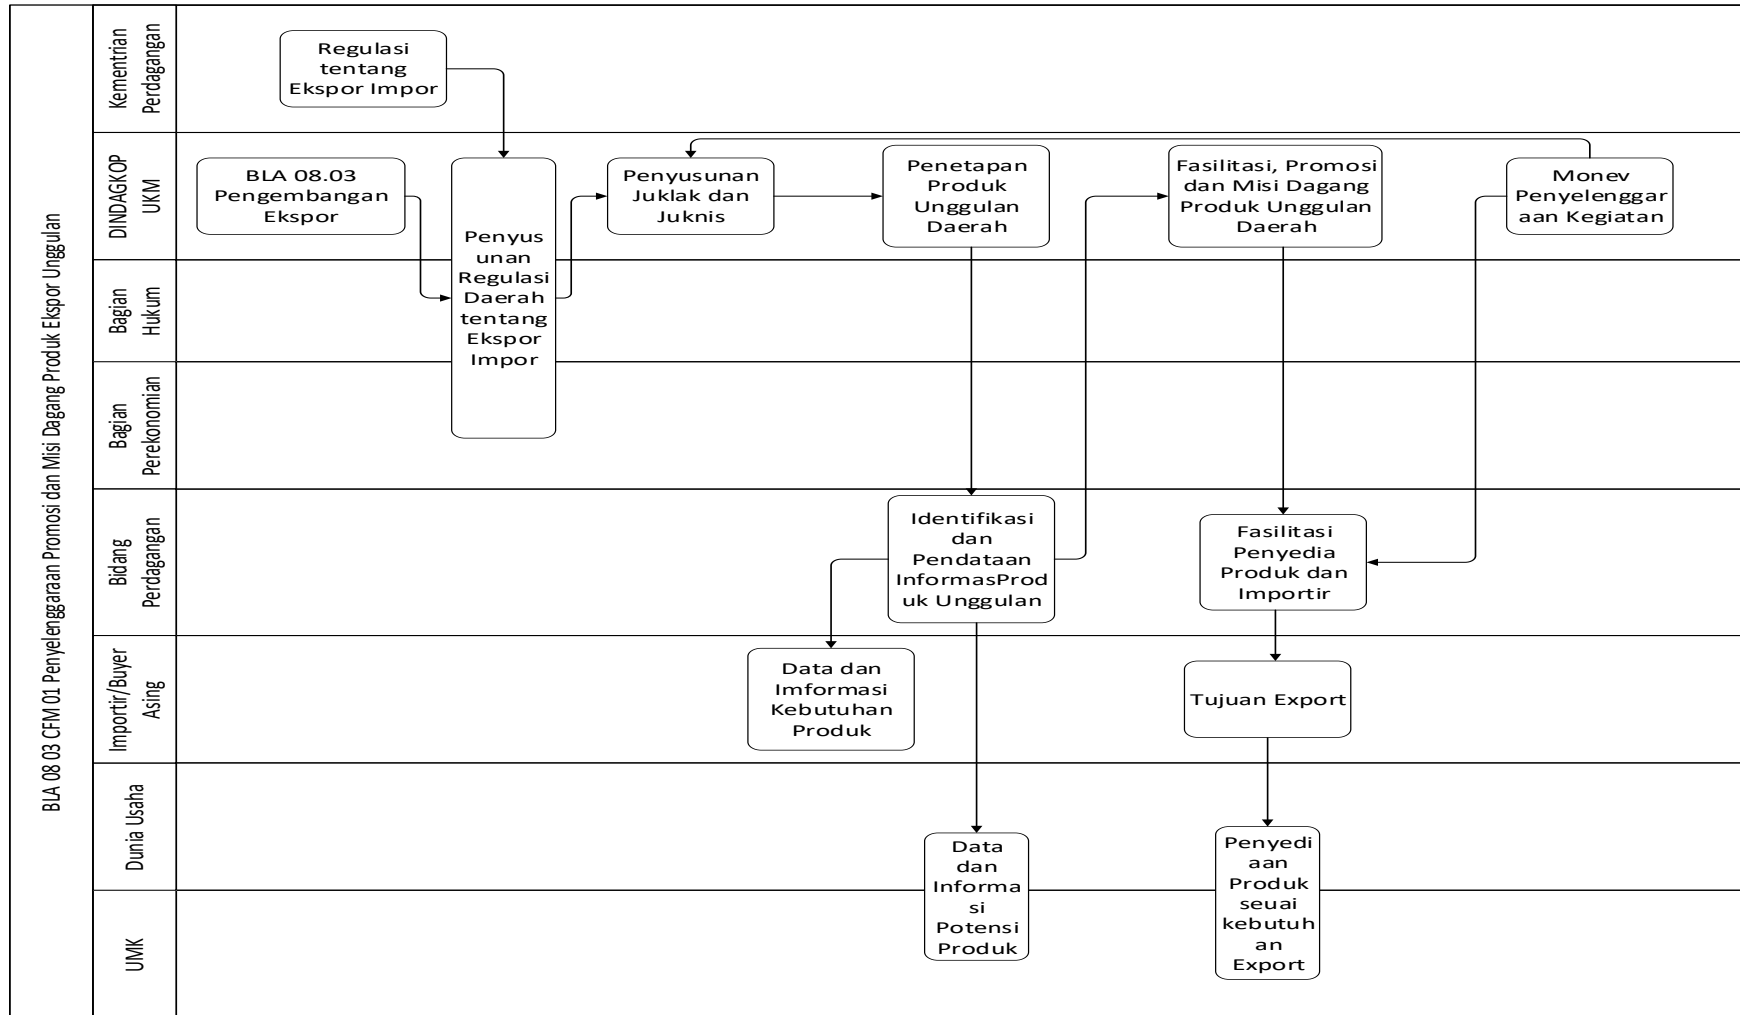 BLA 08 03 CFM 01 Penyelenggaraan Promosi dan Misi Dagang Produk Ekspor Unggulan
Kementrian
Perdagangan
Regulasi
tentang
Ekspor Impor
DINDAGKOP
UKM
BLA 08.03
Pengembangan
Ekspor
Penyus
unan
Regulasi
Daerah
tentang
Ekspor
Impor
Penyusunan
Juklak dan
Juknis
Penetapan
Produk
Unggulan
Daerah
Fasilitasi, Promosi
dan Misi Dagang
Produk Unggulan
Daerah
Monev
Penyelenggar
aan Kegiatan
Bagian
Hukum
Bagian
Perekonomian
Bidang
Perdagangan
Identifikasi
dan
Pendataan
InformasProd
uk Unggulan
Fasilitasi
Penyedia
Produk dan
Importir
Importir/Buyer
Asing
Data dan
Imformasi
Kebutuhan
Produk
Tujuan Export
Dunia Usaha
Data
dan
Informa
si
Potensi
Produk
Penyedi
aan
Produk
seuai
kebutuh
an
Export
UMK